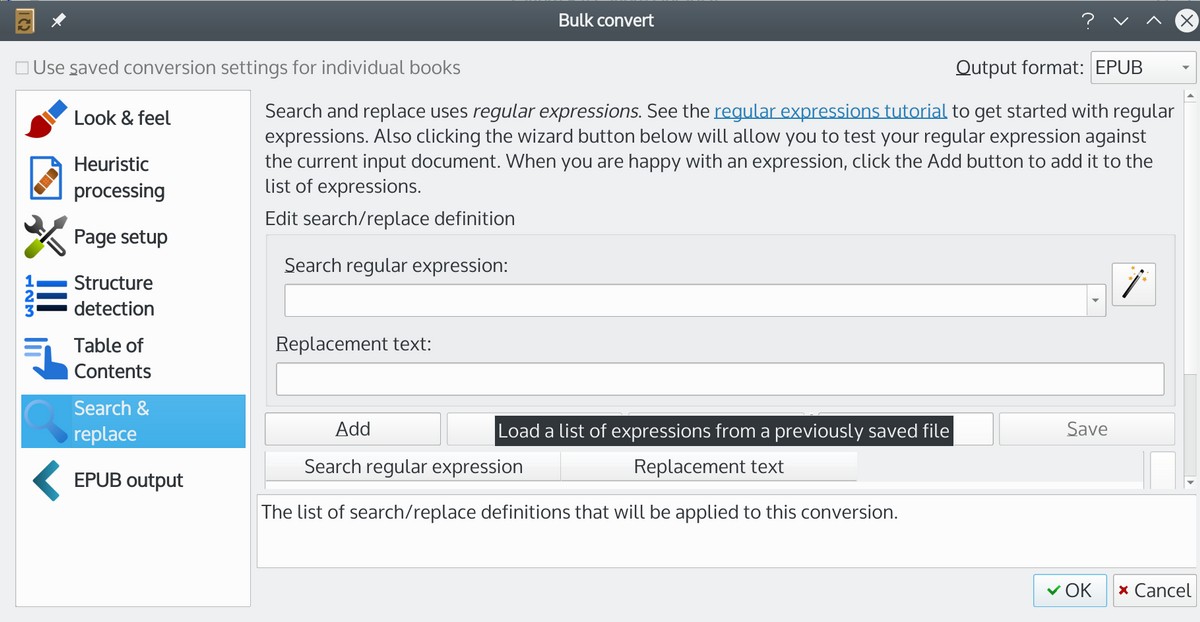 Bulk convert
Use saved conversion settings for individual books
Output format: EPUB
Look & feel
Heuristic
processing
Page setup
1
2
3
Structure
detection
Table of
Contents
Search &
replace
EPUB output
Search and replace uses regular expressions. See the regular expressions tutorial to get started with regular
expressions. Also clicking the wizard button below will allow you to test your regular expression against
the current input document. When you are happy with an expression, click the Add button to add it to the
list of expressions.
Edit search/replace definition
Search regular expression:
Replacement text:
Add
Load a list of expressions from a previously saved file
Save
Search regular expression
Replacement text
The list of search/replace definitions that will be applied to this conversion.
OK
Cancel